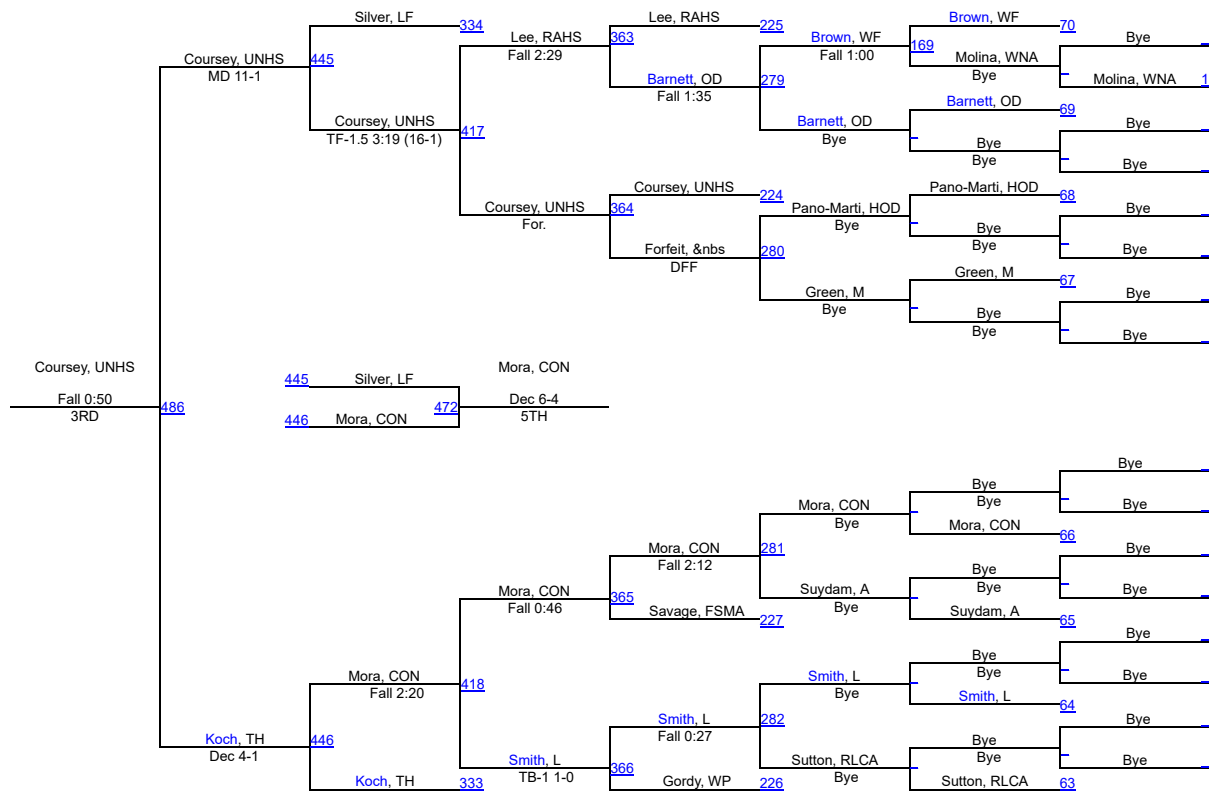 Silver, LF
334
Coursey, UNHS
MD 11-1
445
Coursey, UNHS
TF-1.5 3:19 (16-1)
417
Lee, RAHS
Fall 2:29
363
Lee, RAHS
225
Barnett, OD
Fall 1:35
279
Brown, WF
Fall 1:00
169
Brown, WF
70
Molina, WNA
Bye
Bye
Molina, WNA
1
Barnett, OD
Bye
Barnett, OD
69
Bye
Bye
Bye
Bye
Coursey, UNHS
For.
364
Coursey, UNHS
224
Forfeit, &nbs
DFF
280
Pano-Marti, HOD
Bye
Pano-Marti, HOD
68
Bye
Bye
Bye
Bye
Green, M
Bye
Green, M
67
Bye
Bye
Bye
Bye
Coursey, UNHS
Fall 0:50
3RD
486
445
Silver, LF
446
Mora, CON
472
Mora, CON
Dec 6-4
5TH
Koch, TH
Dec 4-1
446
Mora, CON
Fall 2:20
418
Koch, TH
333
Mora, CON
Fall 0:46
365
Mora, CON
Fall 2:12
281
Savage, FSMA
227
Mora, CON
Bye
Bye
Bye
Bye
Bye
Mora, CON
66
Suydam, A
Bye
Bye
Bye
Bye
Bye
Suydam, A
65
Smith, L
TB-1 1-0
366
Smith, L
Fall 0:27
282
Gordy, WP
226
Smith, L
Bye
Bye
Bye
Bye
Bye
Smith, L
64
Sutton, RLCA
Bye
Bye
Bye
Bye
Bye
Sutton, RLCA
63